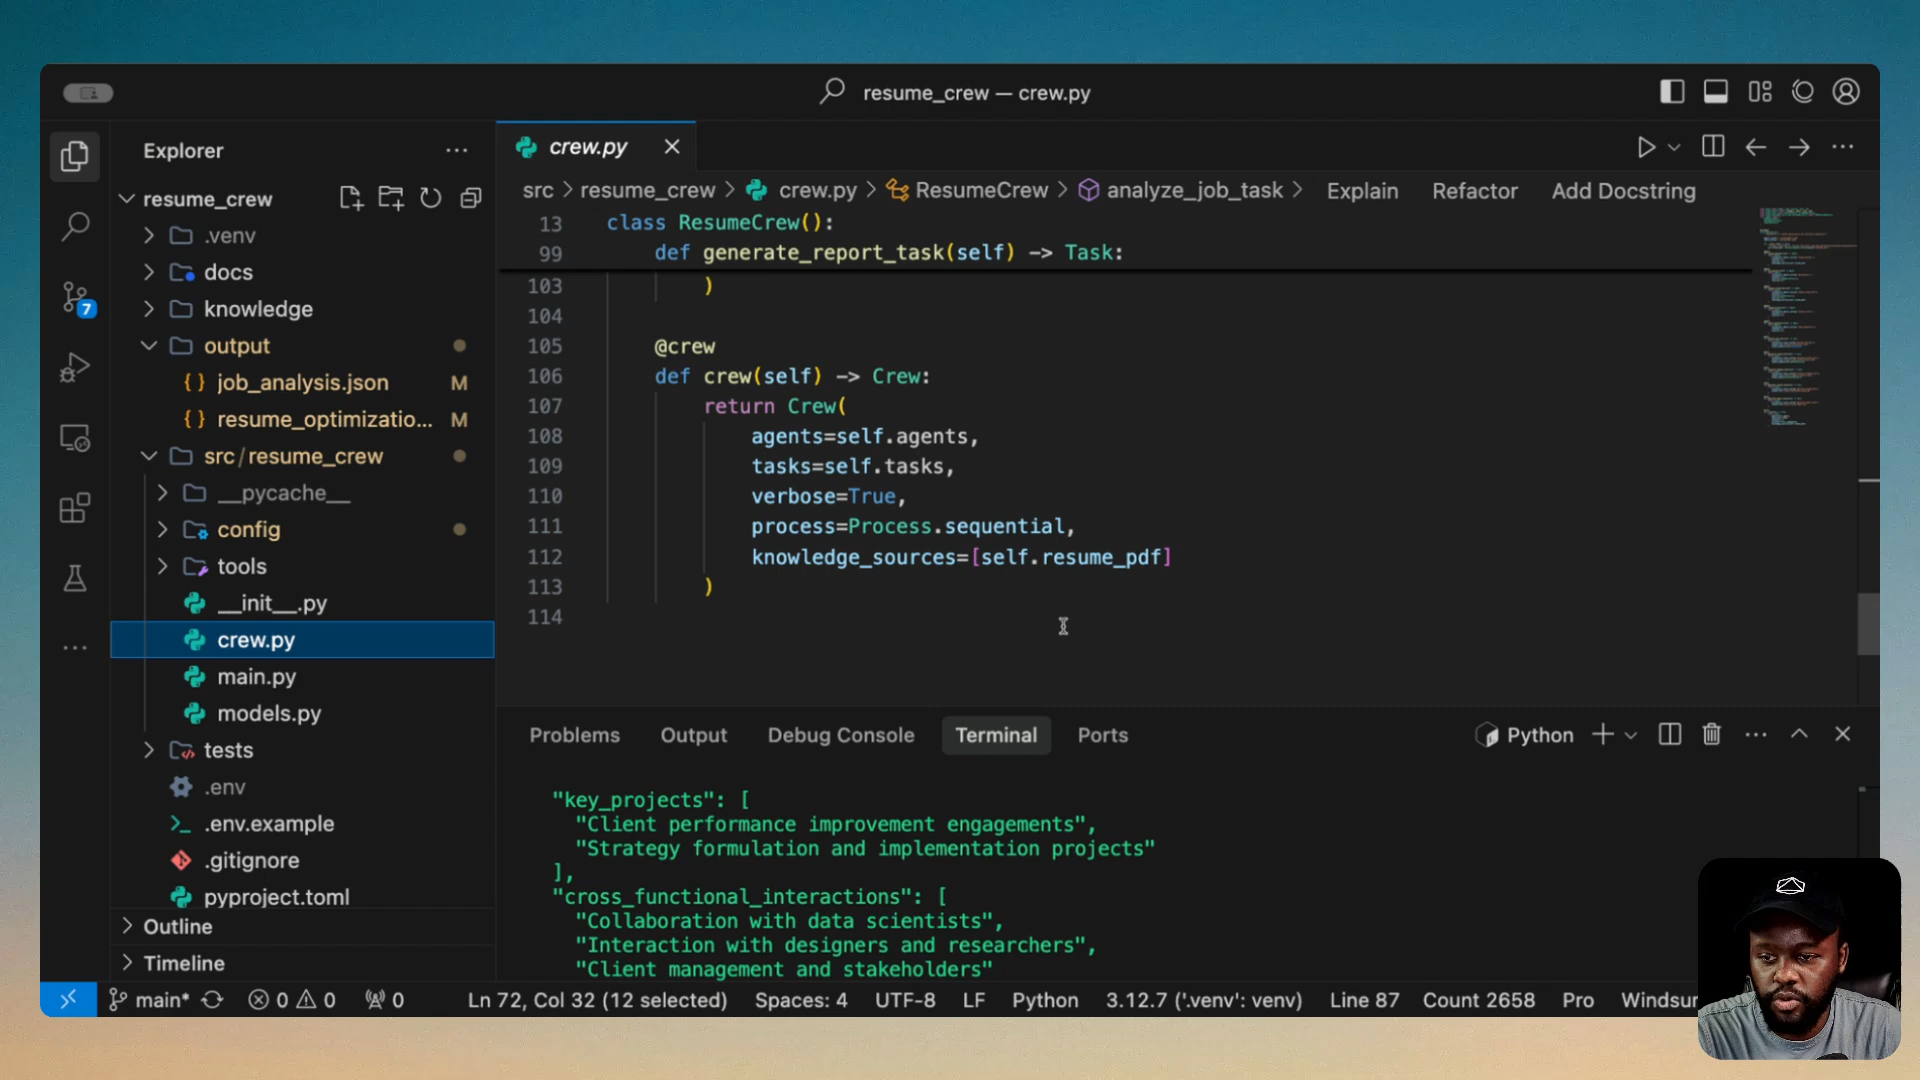 resume_crew — crew.py
Explorer
resume_crew
.venv
docs
knowledge
output
job_analysis.json M
resume_optimizatio... M
src/resume_crew
__pycache__
config
tools
__init__.py
crew.py
main.py
models.py
tests
.env
.env.example
.gitignore
pyproject.toml
Outline
Timeline
7
crew.py
src > resume_crew > crew.py > ResumeCrew > analyze_job_task > Explain Refactor Add Docstring
13 class ResumeCrew():
99 def generate_report_task(self) -> Task:
103 )
104
105 @crew
106 def crew(self) -> Crew:
107 return Crew(
108 agents=self.agents,
109 tasks=self.tasks,
110 verbose=True,
111 process=Process.sequential,
112 knowledge_sources=[self.resume_pdf]
113 )
114
Problems Output Debug Console Terminal Ports Python
"key_projects": [
"Client performance improvement engagements",
"Strategy formulation and implementation projects"
],
"cross_functional_interactions": [
"Collaboration with data scientists",
"Interaction with designers and researchers",
"Client management and stakeholders"
main* 0 0 0 Ln 72, Col 32 (12 selected) Spaces: 4 UTF-8 LF Python 3.12.7 ('.venv': venv) Line 87 Count 2658 Pro